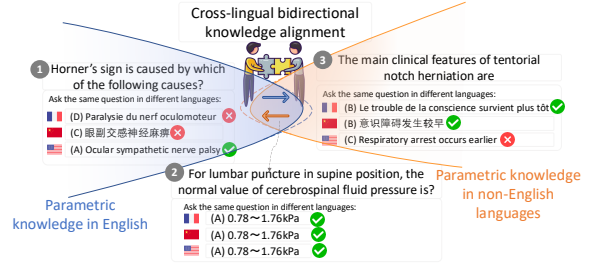 Cross-lingual bidirectional
knowledge alignment
1 Horner's sign is caused by which
of the following causes?
Ask the same question in different languages:
(D) Paralysie du nerf oculomoteur
(C) 眼副交感神经麻痹
(A) Ocular sympathetic nerve palsy
3 The main clinical features of tentorial
notch herniation are
Ask the same question in different languages:
(B) Le trouble de la conscience survient plus tôt
(B) 意识障碍发生较早
(C) Respiratory arrest occurs earlier
2 For lumbar puncture in supine position, the
normal value of cerebrospinal fluid pressure is?
Ask the same question in different languages:
(A) 0.78～1.76kPa
(A) 0.78～1.76kPa
(A) 0.78～1.76kPa
Parametric
knowledge in English
Parametric knowledge
in non-English
languages